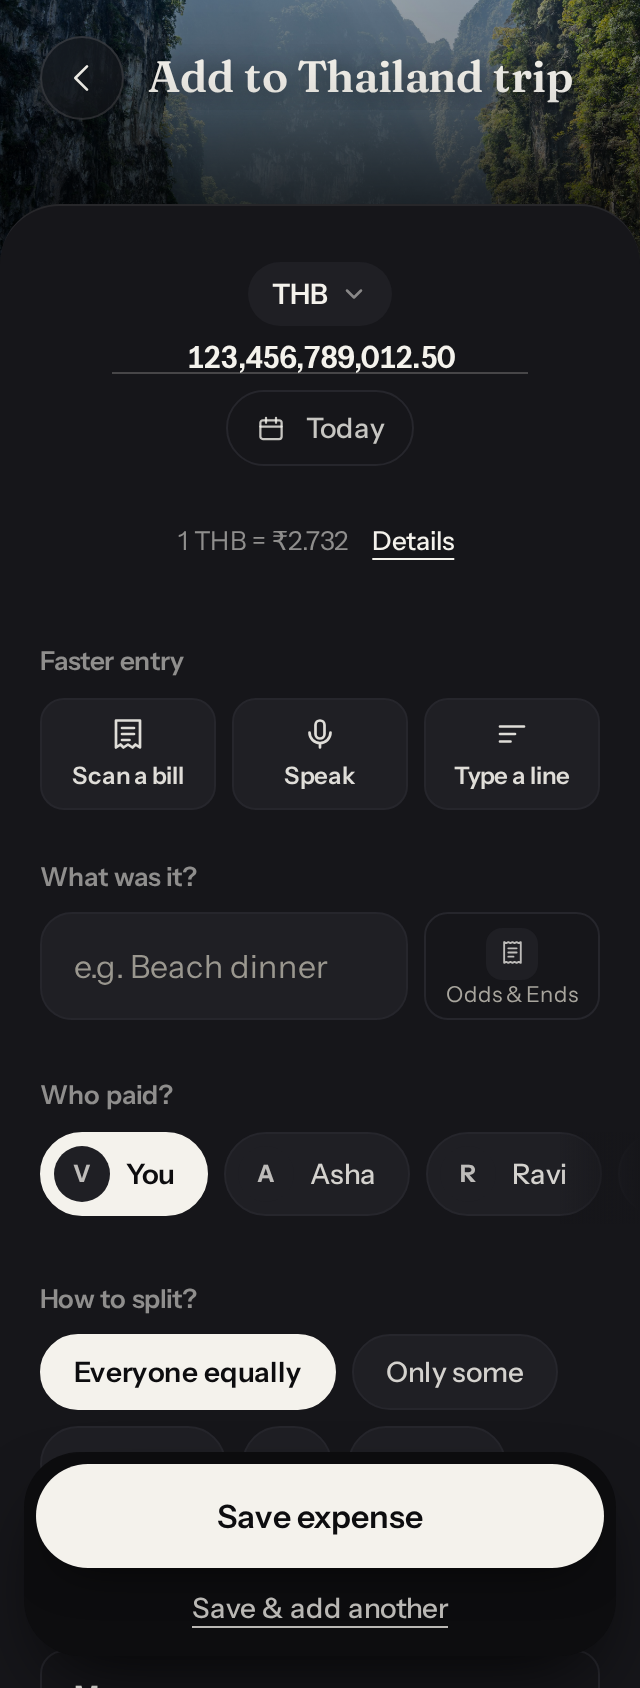 Add to Thailand trip
THB
123,456,789,012.50
Today
1 THB = ₹2.732 Details
Faster entry
Scan a bill
Speak
Type a line
What was it?
e.g. Beach dinner
Odds & Ends
Who paid?
V You
A Asha
R Ravi
How to split?
Everyone equally
Only some
Save expense
Save & add another